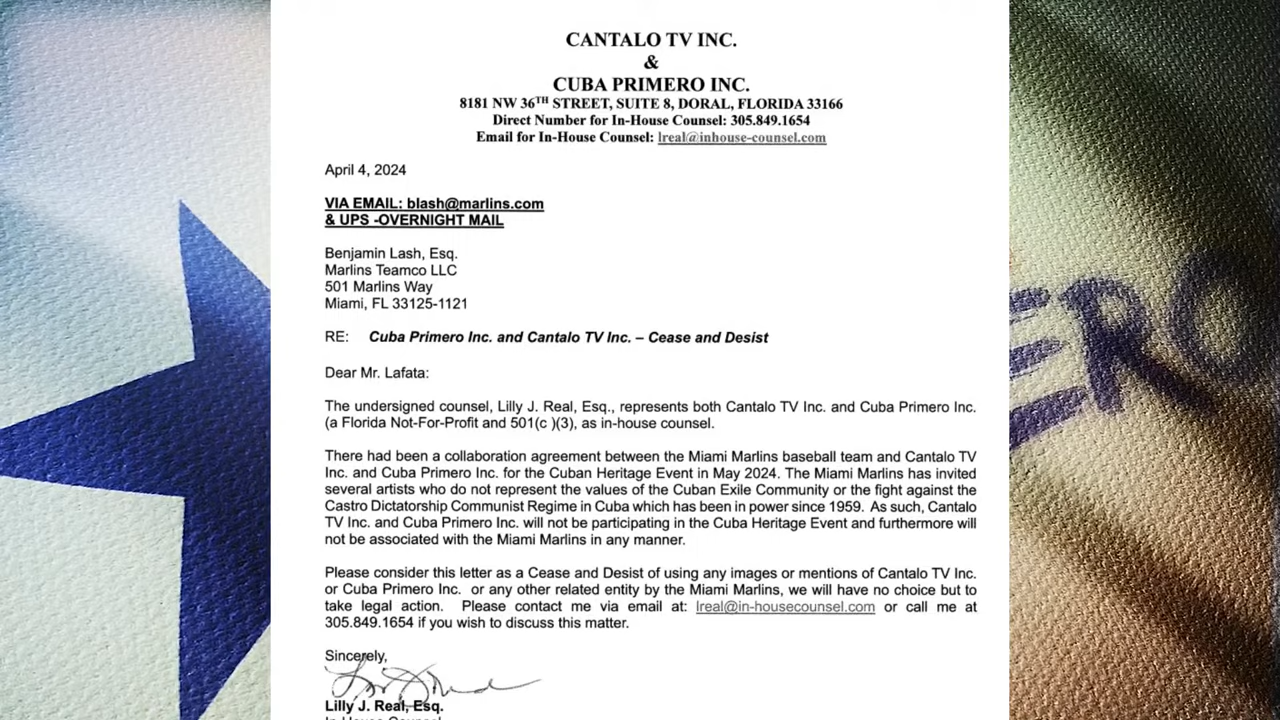 CANTALO TV INC.
&
CUBA PRIMERO INC.
8181 NW 36TH STREET, SUITE 8, DORAL, FLORIDA 33166
Direct Number for In-House Counsel: 305.849.1654
Email for In-House Counsel: lreal@inhouse-counsel.com
April 4, 2024
VIA EMAIL: blash@marlins.com
& UPS -OVERNIGHT MAIL
Benjamin Lash, Esq.
Marlins Teamco LLC
501 Marlins Way
Miami, FL 33125-1121
RE: Cuba Primero Inc. and Cantalo TV Inc. – Cease and Desist
Dear Mr. Lafata:
The undersigned counsel, Lilly J. Real, Esq., represents both Cantalo TV Inc. and Cuba Primero Inc.
(a Florida Not-For-Profit and 501(c )(3), as in-house counsel.
There had been a collaboration agreement between the Miami Marlins baseball team and Cantalo TV
Inc. and Cuba Primero Inc. for the Cuban Heritage Event in May 2024. The Miami Marlins has invited
several artists who do not represent the values of the Cuban Exile Community or the fight against the
Castro Dictatorship Communist Regime in Cuba which has been in power since 1959. As such, Cantalo
TV Inc. and Cuba Primero Inc. will not be participating in the Cuba Heritage Event and furthermore will
not be associated with the Miami Marlins in any manner.
Please consider this letter as a Cease and Desist of using any images or mentions of Cantalo TV Inc.
or Cuba Primero Inc. or any other related entity by the Miami Marlins, we will have no choice but to
take legal action. Please contact me via email at: lreal@in-housecounsel.com or call me at
305.849.1654 if you wish to discuss this matter.
Sincerely,
Lilly J. Real, Esq.
In-House Counsel
ERO